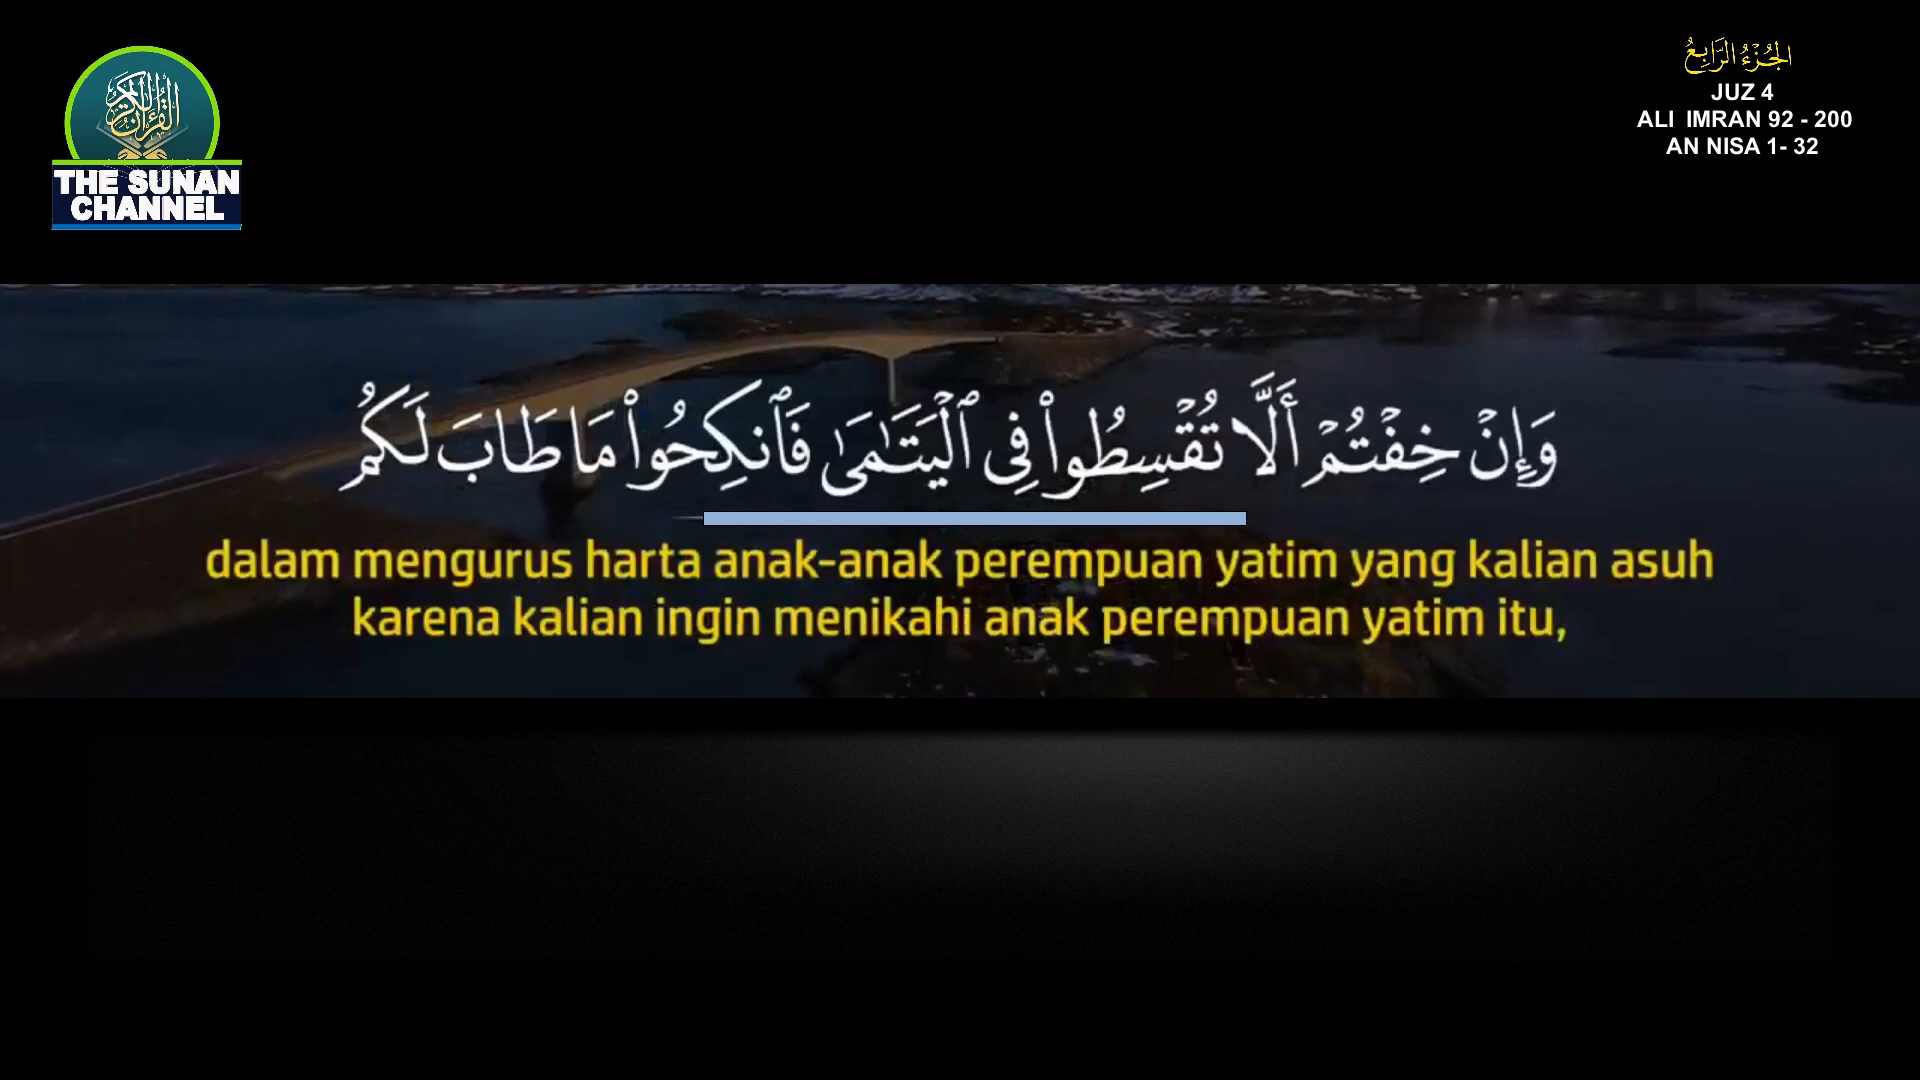 القرآن الكريم
THE SUNAN
CHANNEL
الجُزْءُ الرَّابِعُ
JUZ 4
ALI IMRAN 92 - 200
AN NISA 1- 32
وَإِنْ خِفْتُمْ أَلَّا تُقْسِطُوا۟ فِى ٱلْيَتَـٰمَىٰ فَٱنكِحُوا۟ مَا طَابَ لَكُم
dalam mengurus harta anak-anak perempuan yatim yang kalian asuh
karena kalian ingin menikahi anak perempuan yatim itu,